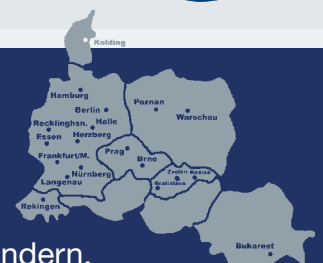 Kolding
Hamburg
Berlin
Poznan
Recklinghsn.
Halle
Warschau
Essen
Herzberg
Frankfurt/M.
Prag
Brno
Nürnberg
Zvolen
Kosice
Langenau
Bratislava
Rekingen
Bukarest
ndern.